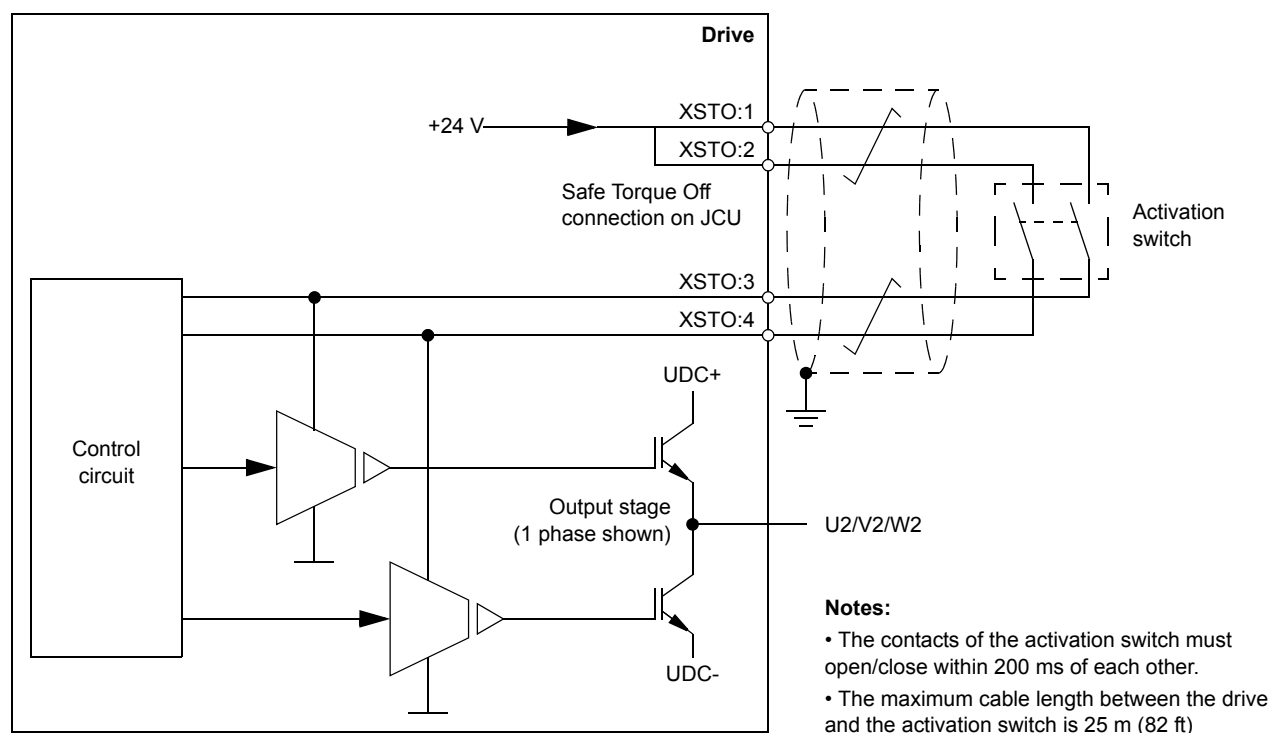 Drive
XSTO:1
+24 V
XSTO:2
Safe Torque Off
connection on JCU
Activation
switch
XSTO:3
XSTO:4
UDC+
Control
circuit
Output stage
(1 phase shown)
U2/V2/W2
UDC-
Notes:
• The contacts of the activation switch must
open/close within 200 ms of each other.
• The maximum cable length between the drive
and the activation switch is 25 m (82 ft)